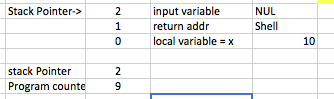 Stack Pointer-> 2 input variable NUL
1 return addr Shell
0 local variable = x 10
stack Pointer 2
Program counte 9